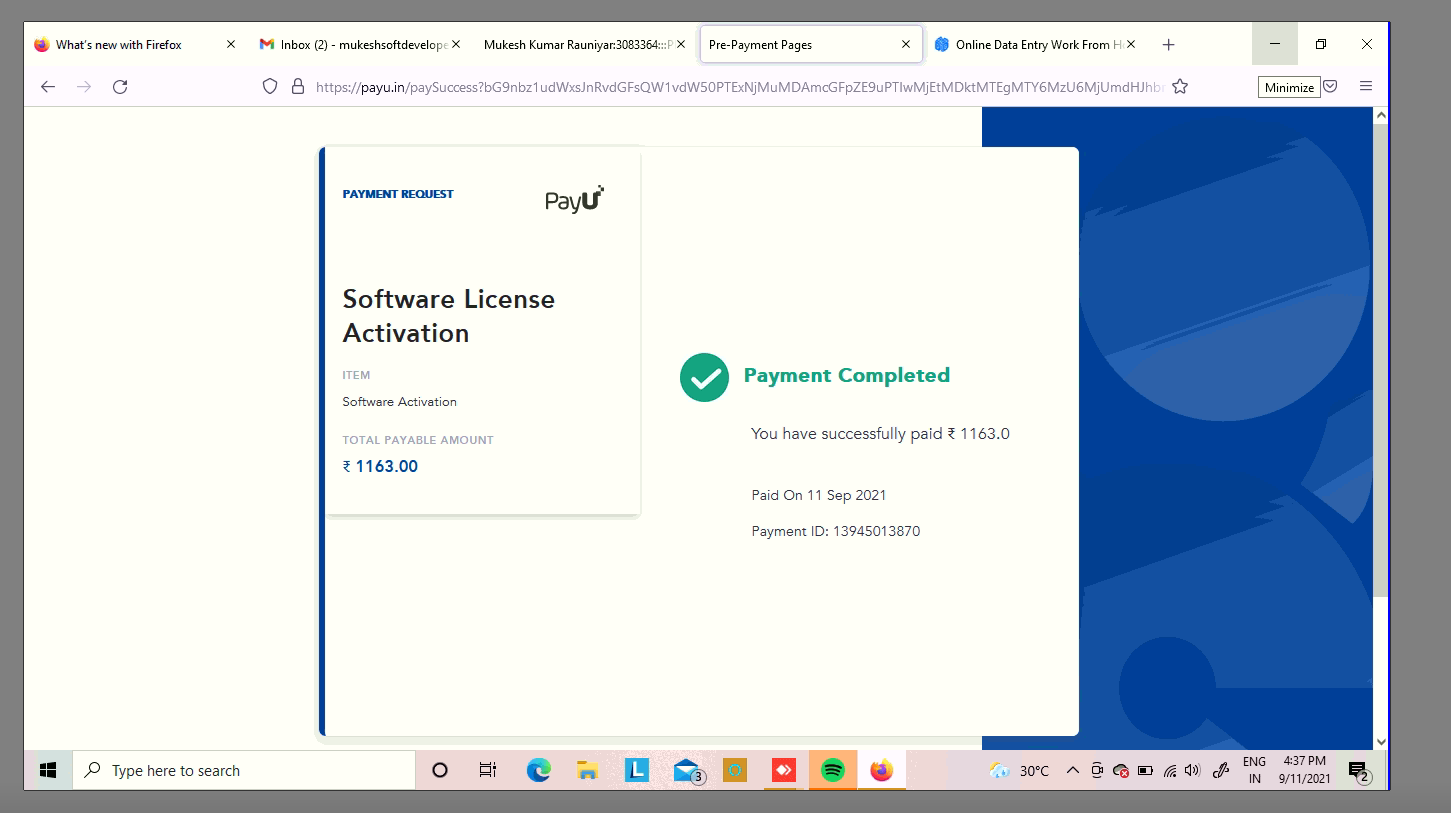 What's new with Firefox
Inbox (2) - mukeshsoftdevelope
Mukesh Kumar Rauniyar:3083364:::P
Pre-Payment Pages
Online Data Entry Work From H
https://payu.in/paySuccess?
Minimize
PAYMENT REQUEST
PayU
Software License
Activation
ITEM
Software Activation
TOTAL PAYABLE AMOUNT
₹ 1163.00
Payment Completed
You have successfully paid ₹ 1163.0
Paid On 11 Sep 2021
Payment ID: 13945013870
Type here to search
L
3
30°C
ENG
IN
4:37 PM
9/11/2021
2